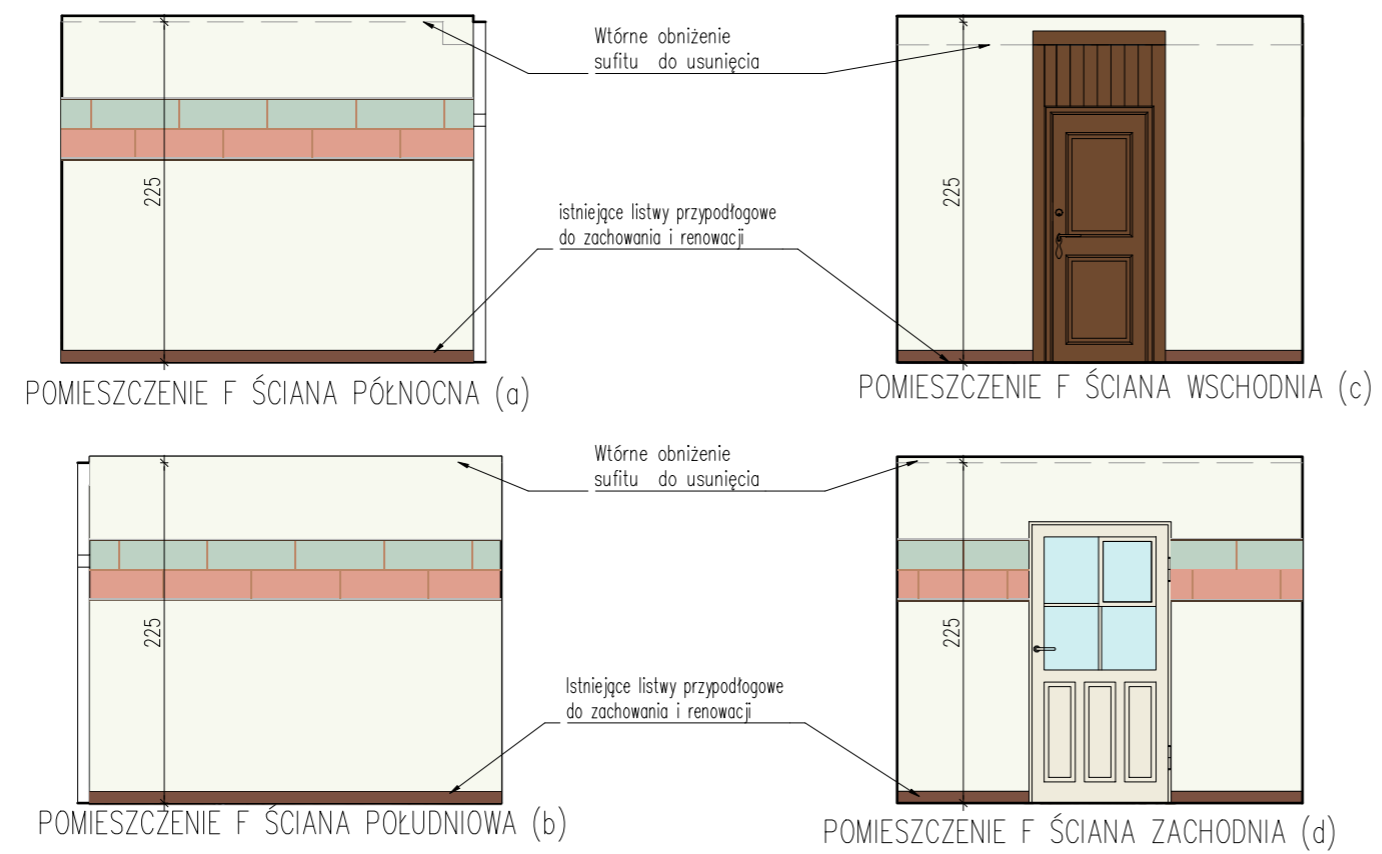 Wtórne obniżenie
sufitu do usunięcia
225
225
istniejące listwy przypodłogowe
do zachowania i renowacji
POMIESZCZENIE F ŚCIANA PÓŁNOCNA (a)
POMIESZCZENIE F ŚCIANA WSCHODNIA (c)
Wtórne obniżenie
sufitu do usunięcia
225
225
Istniejące listwy przypodłogowe
do zachowania i renowacji
POMIESZCZENIE F ŚCIANA POŁUDNIOWA (b)
POMIESZCZENIE F ŚCIANA ZACHODNIA (d)